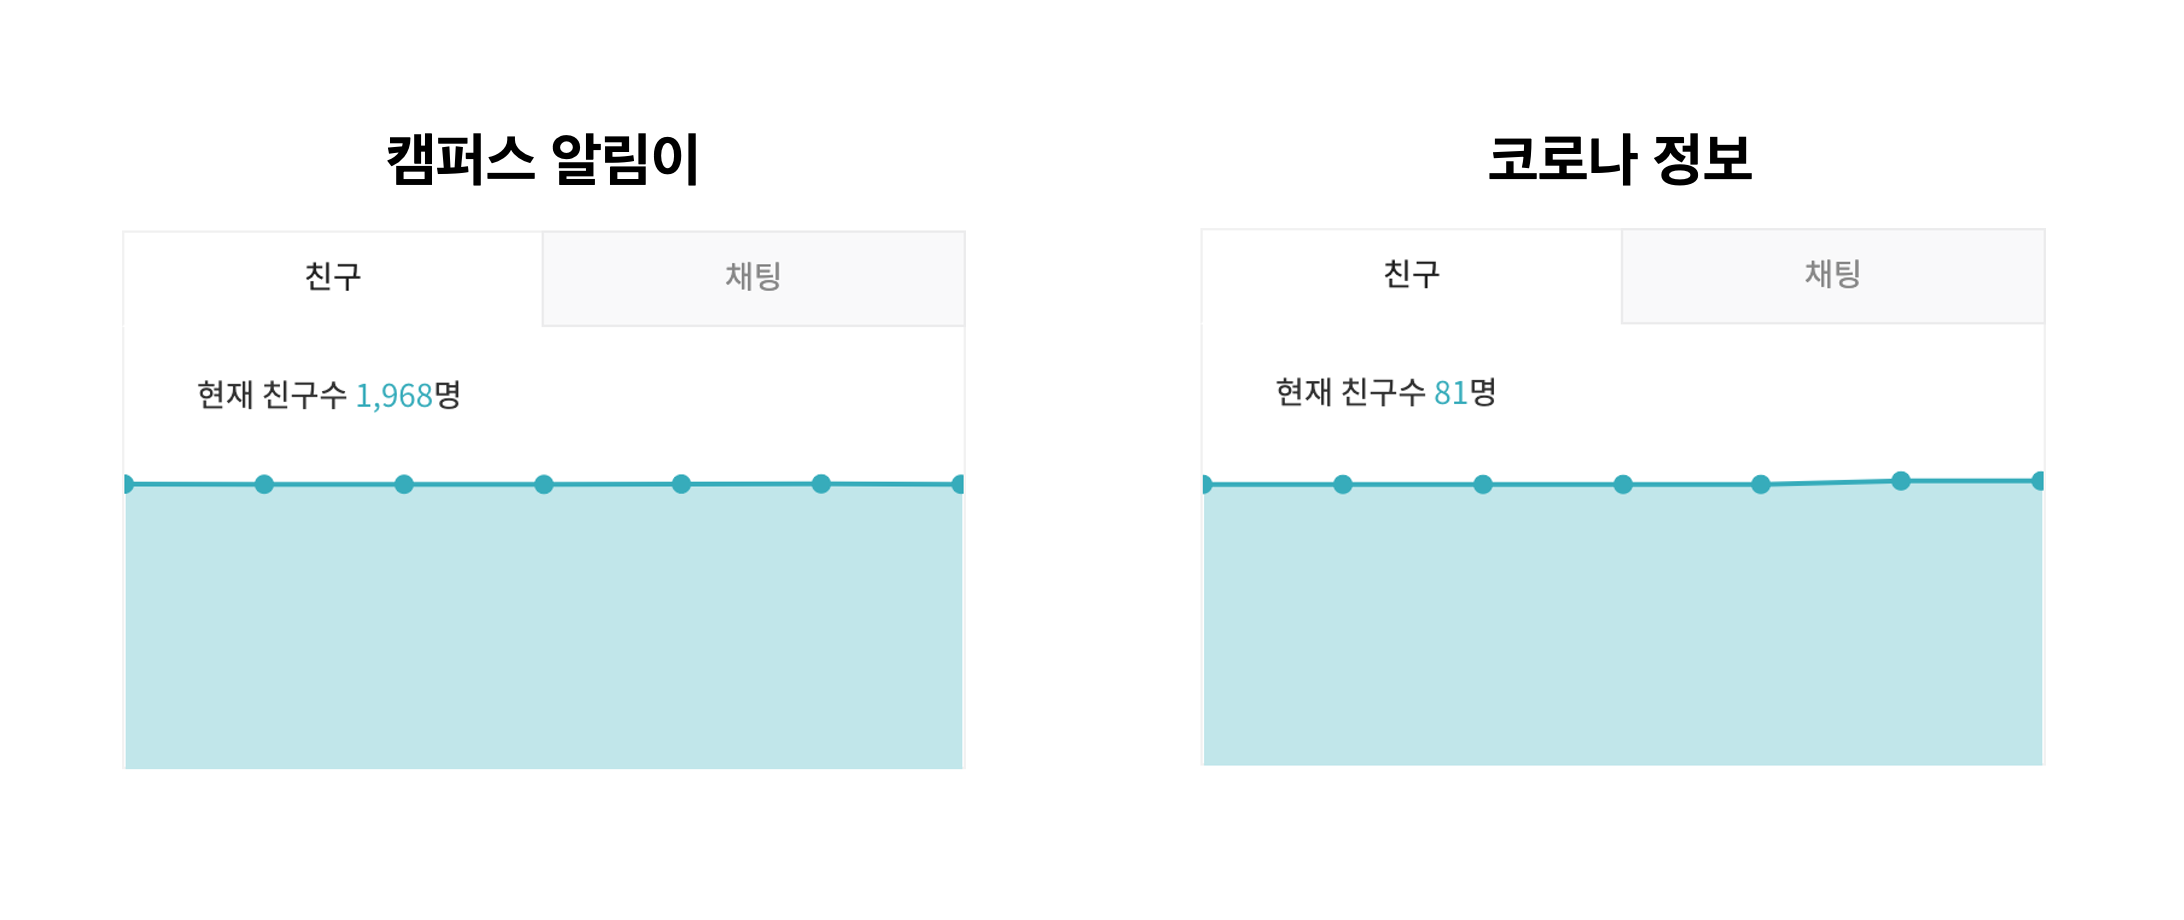 캠퍼스 알림이
친구
채팅
현재 친구수 1,968명
코로나 정보
친구
채팅
현재 친구수 81명